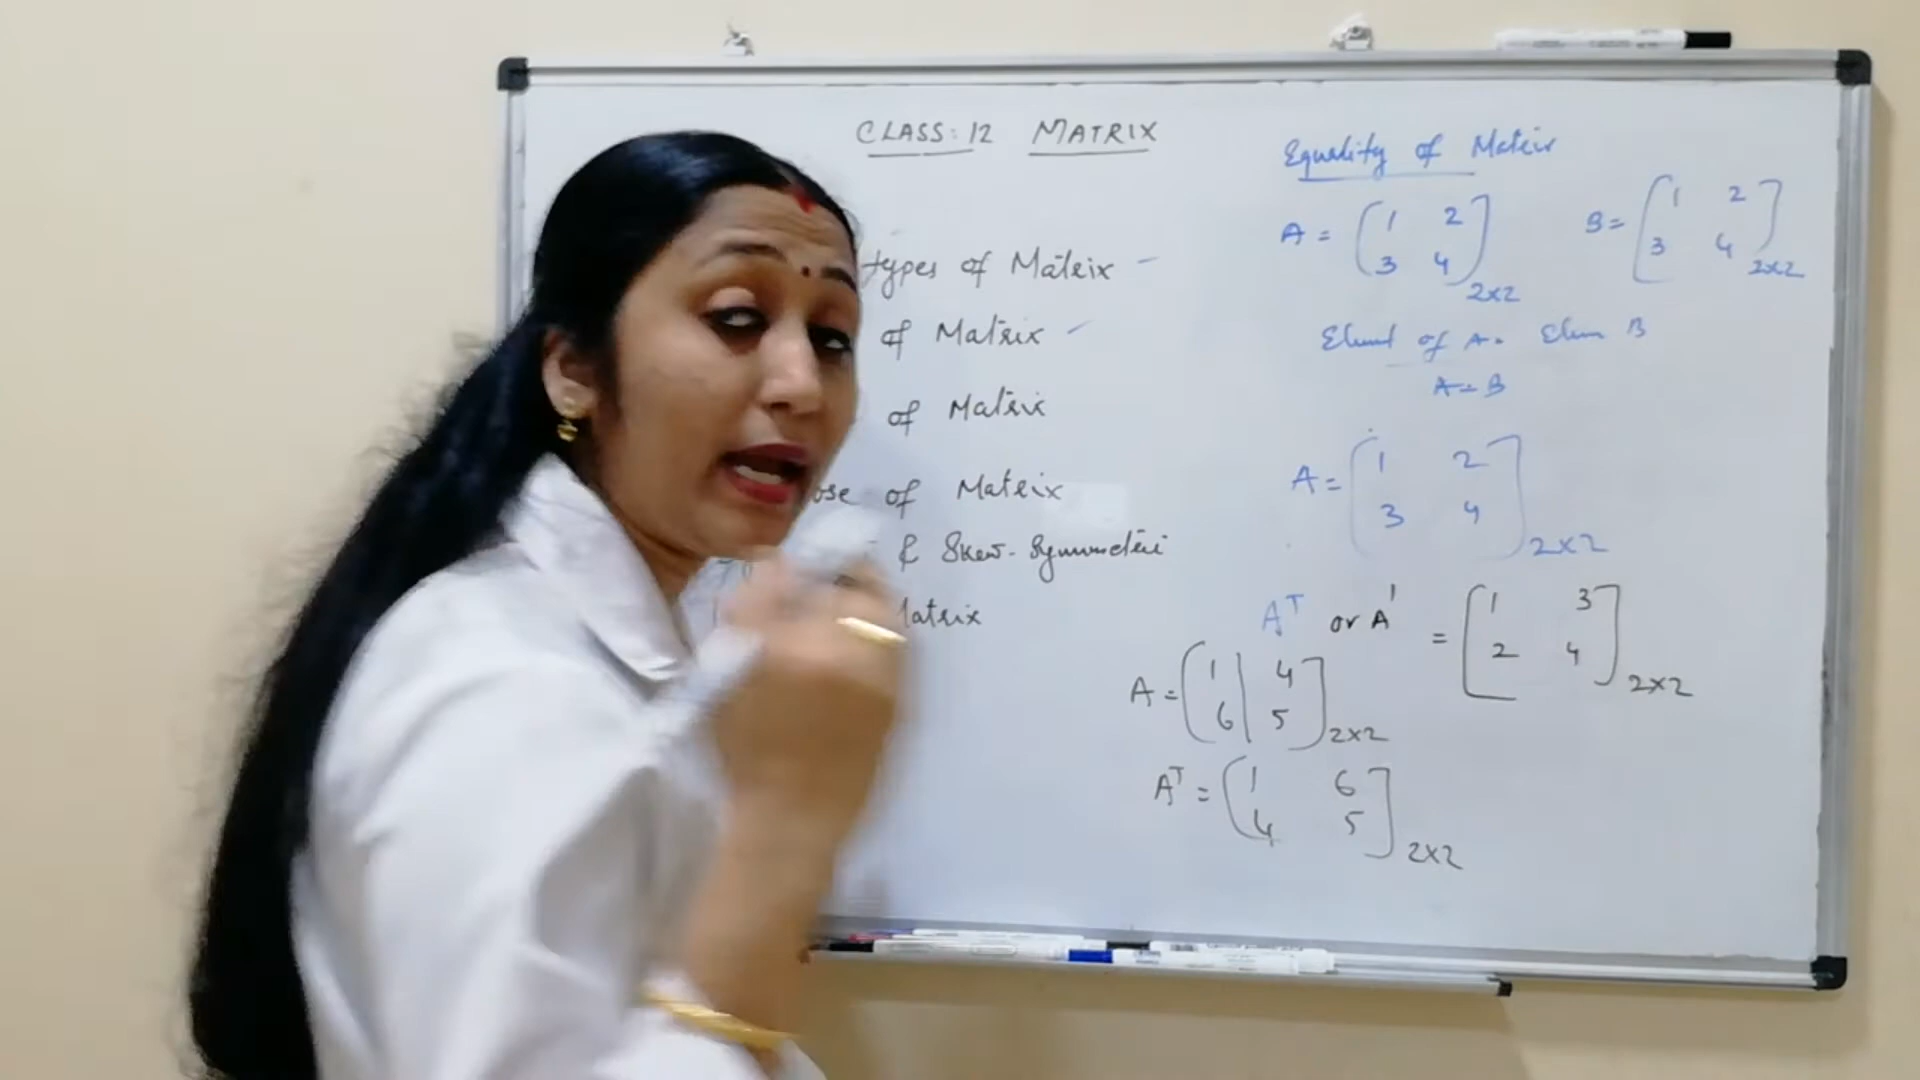 CLASS: 12 MATRIX
types of Matrix -
of Matrix -
of Matrix
ose of Matrix
& Skew-Symmetric
Matrix
Equality of Matrix
A = [1 2
3 4] 2x2
B = [1 2
3 4] 2x2
Element of A = Elem B
A = B
A = [1 2
3 4] 2x2
A^T or A' = [1 3
2 4] 2x2
A = [1 | 4
6 | 5] 2x2
A^T = [1 6
4 5] 2x2